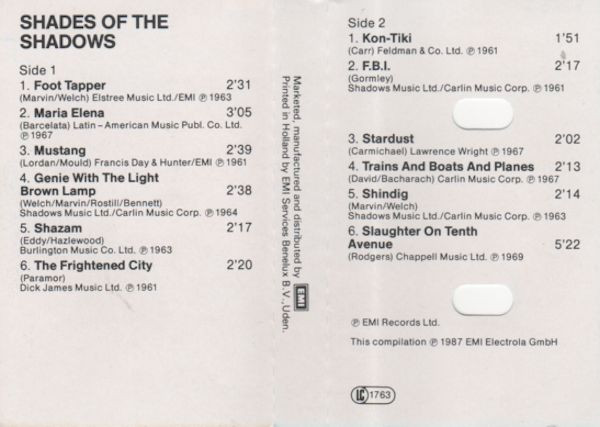 SHADES OF THE
SHADOWS
Side 1
1. Foot Tapper 2'31
(Marvin/Welch) Elstree Music Ltd./EMI ℗ 1963
2. Maria Elena 3'05
(Barcelata) Latin-American Music Publ. Co. Ltd.
℗ 1967
3. Mustang 2'39
(Lordan/Mould) Francis Day & Hunter/EMI ℗ 1961
4. Genie With The Light
Brown Lamp 2'38
(Welch/Marvin/Rostill/Bennett)
Shadows Music Ltd./Carlin Music Corp. ℗ 1964
5. Shazam 2'17
(Eddy/Hazlewood)
Burlington Music Co. Ltd. ℗ 1963
6. The Frightened City 2'20
(Paramor)
Dick James Music Ltd. ℗ 1961
Marketed, manufactured and distributed by EMI
Printed in Holland by EMI Services Benelux B.V., Uden.
Side 2
1. Kon-Tiki 1'51
(Carr) Feldman & Co. Ltd. ℗ 1961
2. F.B.I. 2'17
(Gormley)
Shadows Music Ltd./Carlin Music Corp. ℗ 1961
3. Stardust 2'02
(Carmichael) Lawrence Wright ℗ 1967
4. Trains And Boats And Planes 2'13
(David/Bacharach) Carlin Music Corp. ℗ 1967
5. Shindig 2'14
(Marvin/Welch)
Shadows Music Ltd./Carlin Music Corp. ℗ 1963
6. Slaughter On Tenth
Avenue 5'22
(Rodgers) Chappell Music Ltd. ℗ 1969
℗ EMI Records Ltd.
This compilation ℗ 1987 EMI Electrola GmbH
LC 1763